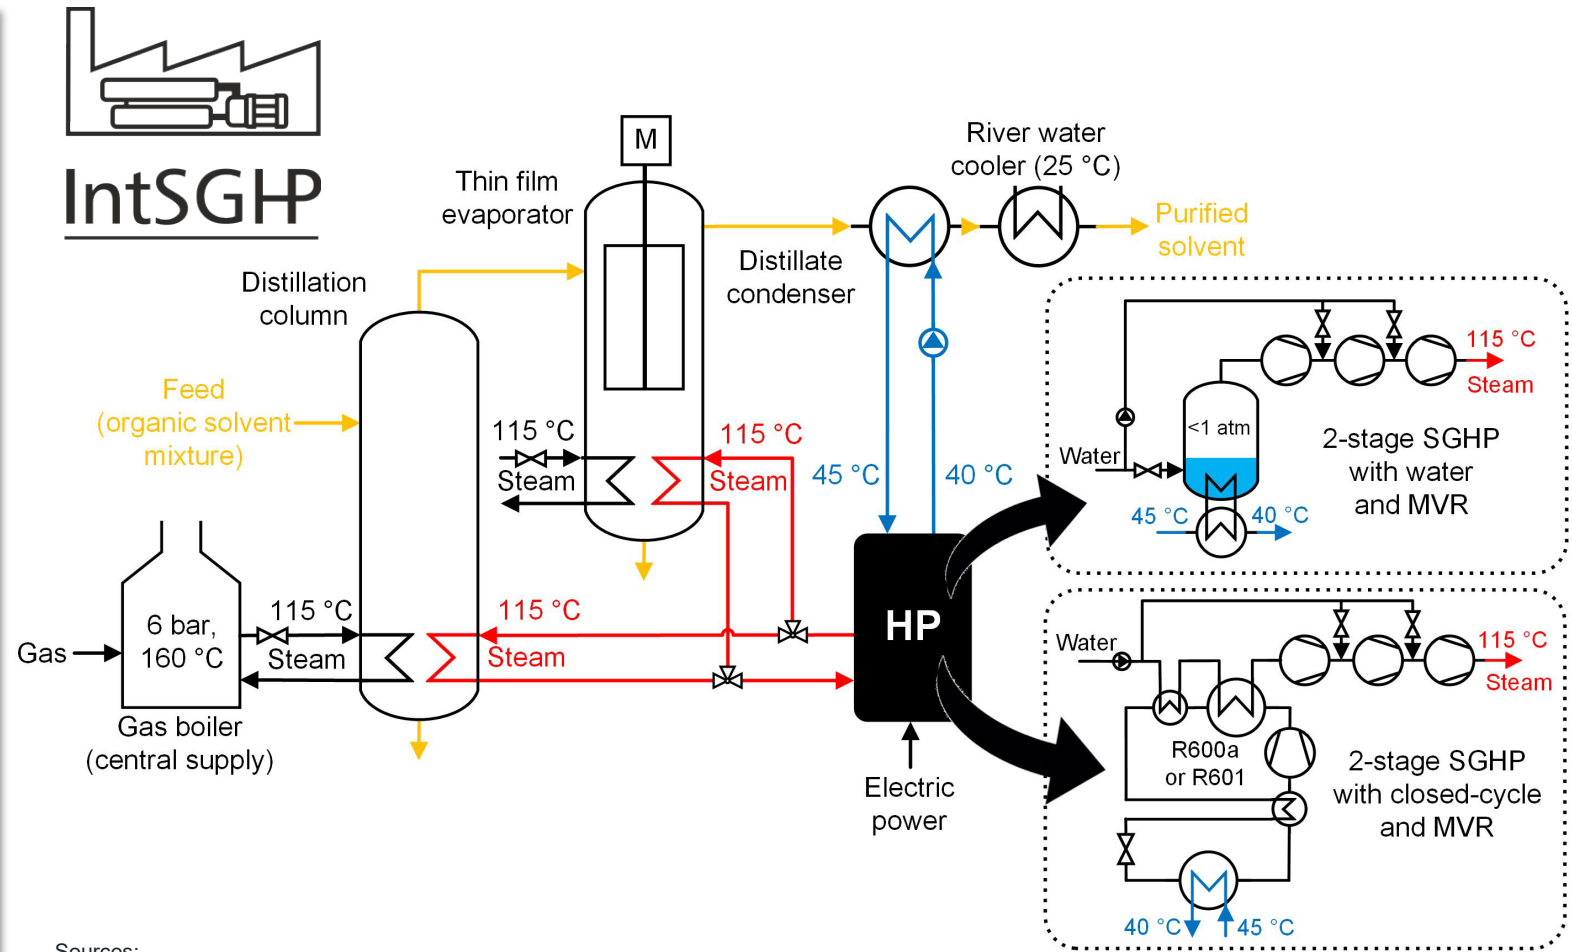 IntSGHP
M
Thin film
evaporator
River water
cooler (25 °C)
Purified
solvent
Distillate
condenser
Distillation
column
Feed
(organic solvent
mixture)
115 °C
Steam
115 °C
Steam
45 °C
40 °C
Gas
6 bar,
160 °C
Gas boiler
(central supply)
115 °C
Steam
115 °C
Steam
HP
Electric
power
115 °C
Steam
<1 atm
Water
45 °C
40 °C
2-stage SGHP
with water
and MVR
Water
115 °C
Steam
R600a
or R601
2-stage SGHP
with closed-cycle
and MVR
40 °C
45 °C
Sources: